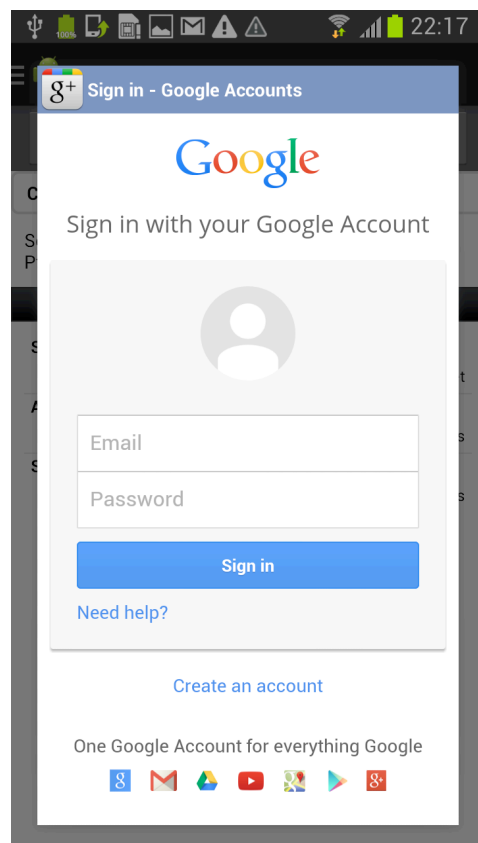 100%
22:17
g+
Sign in - Google Accounts
Google
Sign in with your Google Account
C
S
P
S
t
A
s
S
s
Email
Password
Sign in
Need help?
Create an account
One Google Account for everything Google
g
g+